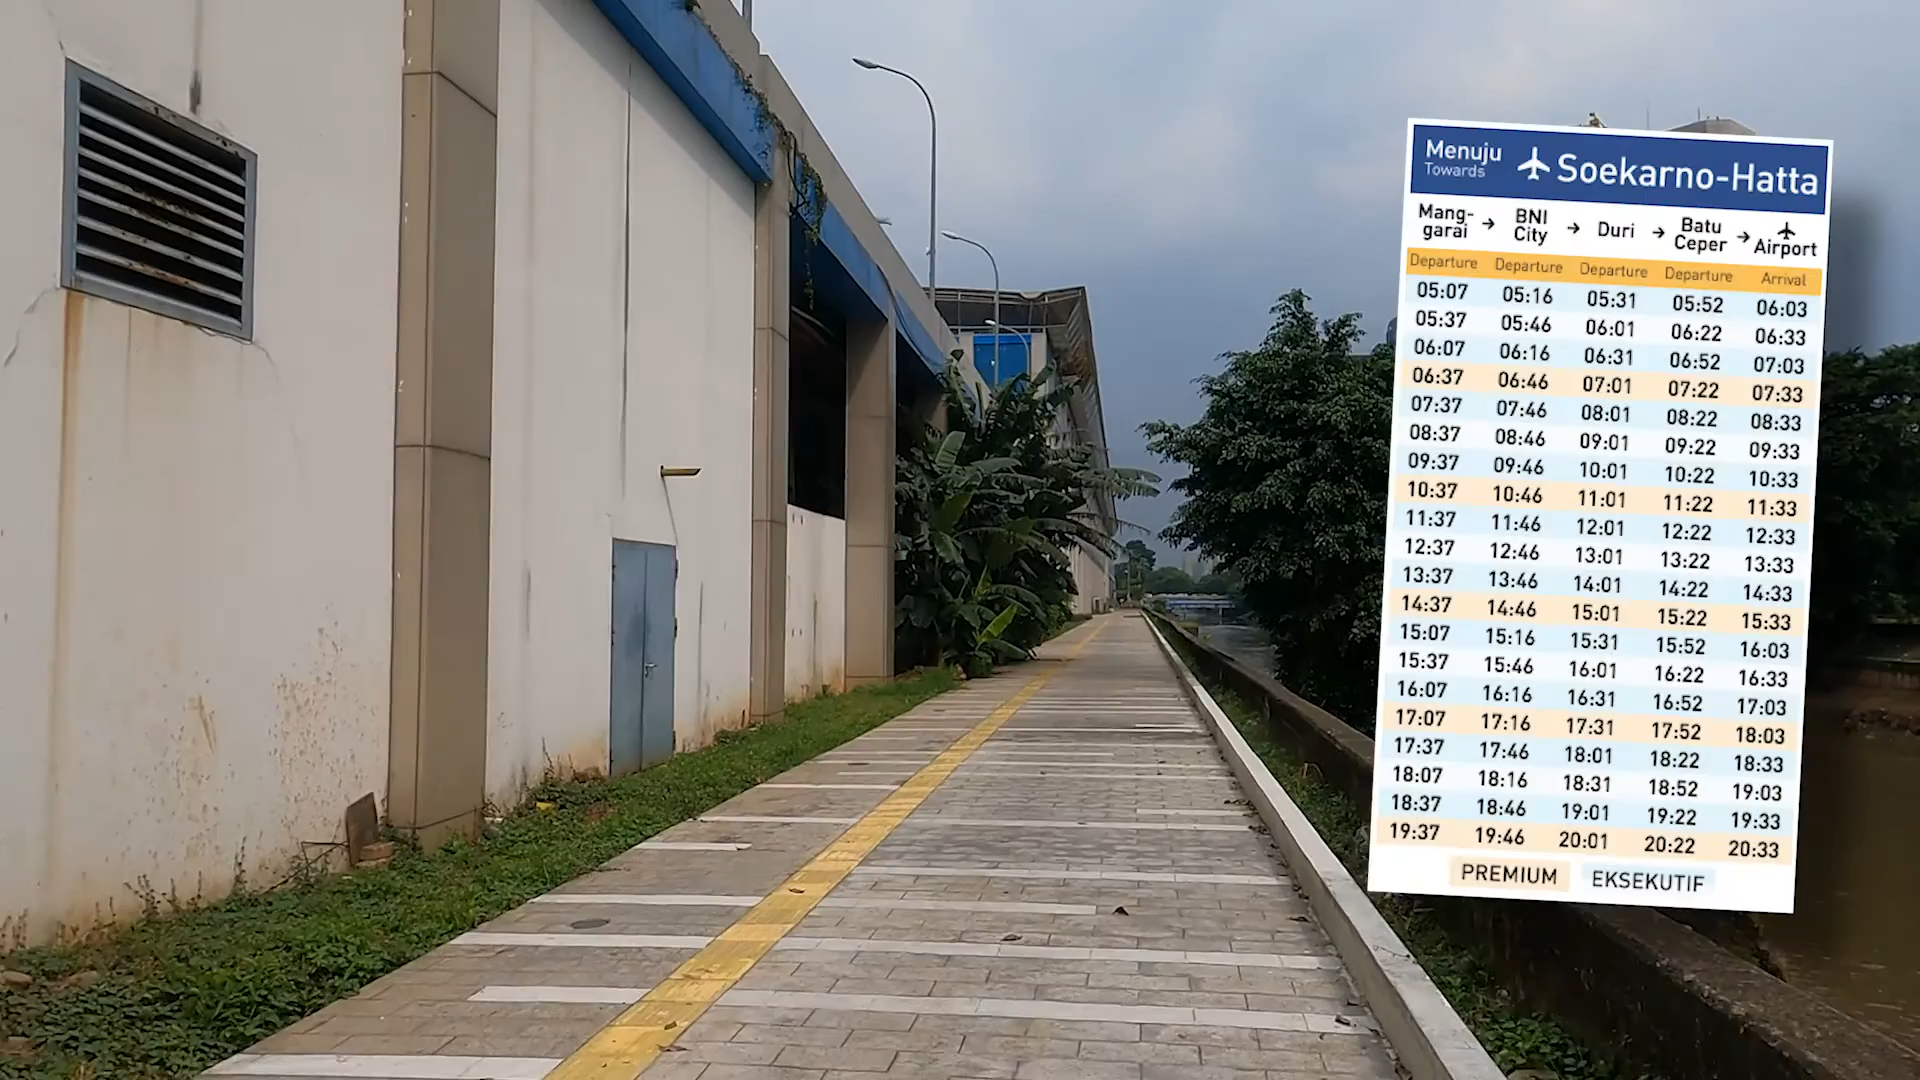 Menuju
Towards
Soekarno-Hatta
Mang-
garai → BNI
City → Duri → Batu
Ceper → Airport
Departure Departure Departure Departure Arrival
05:07 05:16 05:31 05:52 06:03
05:37 05:46 06:01 06:22 06:33
06:07 06:16 06:31 06:52 07:03
06:37 06:46 07:01 07:22 07:33
07:37 07:46 08:01 08:22 08:33
08:37 08:46 09:01 09:22 09:33
09:37 09:46 10:01 10:22 10:33
10:37 10:46 11:01 11:22 11:33
11:37 11:46 12:01 12:22 12:33
12:37 12:46 13:01 13:22 13:33
13:37 13:46 14:01 14:22 14:33
14:37 14:46 15:01 15:22 15:33
15:07 15:16 15:31 15:52 16:03
15:37 15:46 16:01 16:22 16:33
16:07 16:16 16:31 16:52 17:03
17:07 17:16 17:31 17:52 18:03
17:37 17:46 18:01 18:22 18:33
18:07 18:16 18:31 18:52 19:03
18:37 18:46 19:01 19:22 19:33
19:37 19:46 20:01 20:22 20:33
PREMIUM EKSEKUTIF